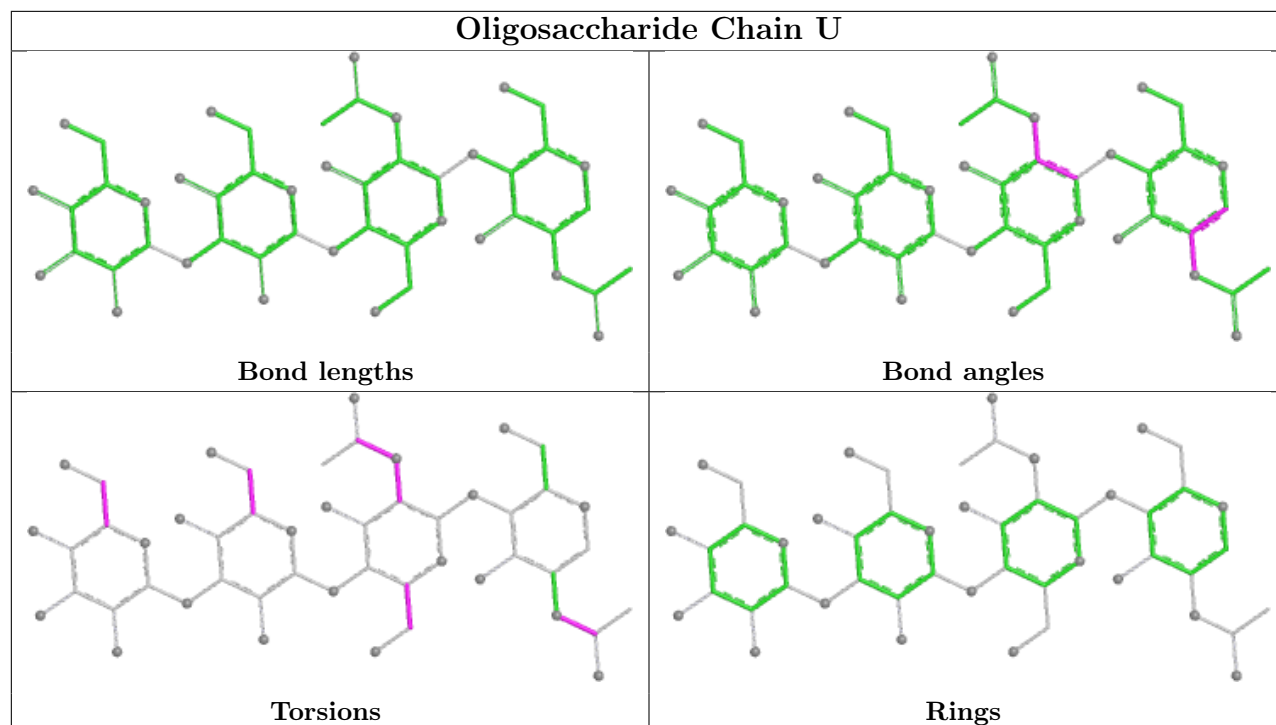 Oligosaccharide Chain U
Bond lengths
Bond angles
Torsions
Rings